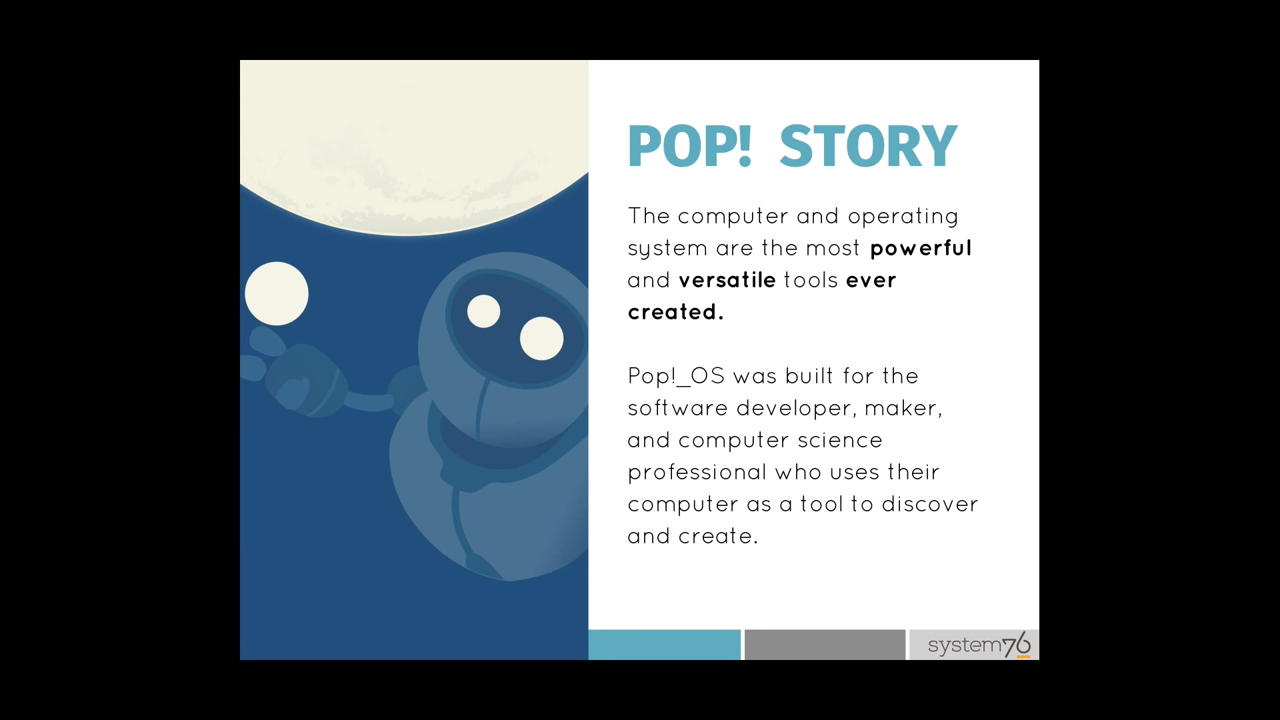 POP! STORY
The computer and operating
system are the most powerful
and versatile tools ever
created.
Pop!_OS was built for the
software developer, maker,
and computer science
professional who uses their
computer as a tool to discover
and create.
system76